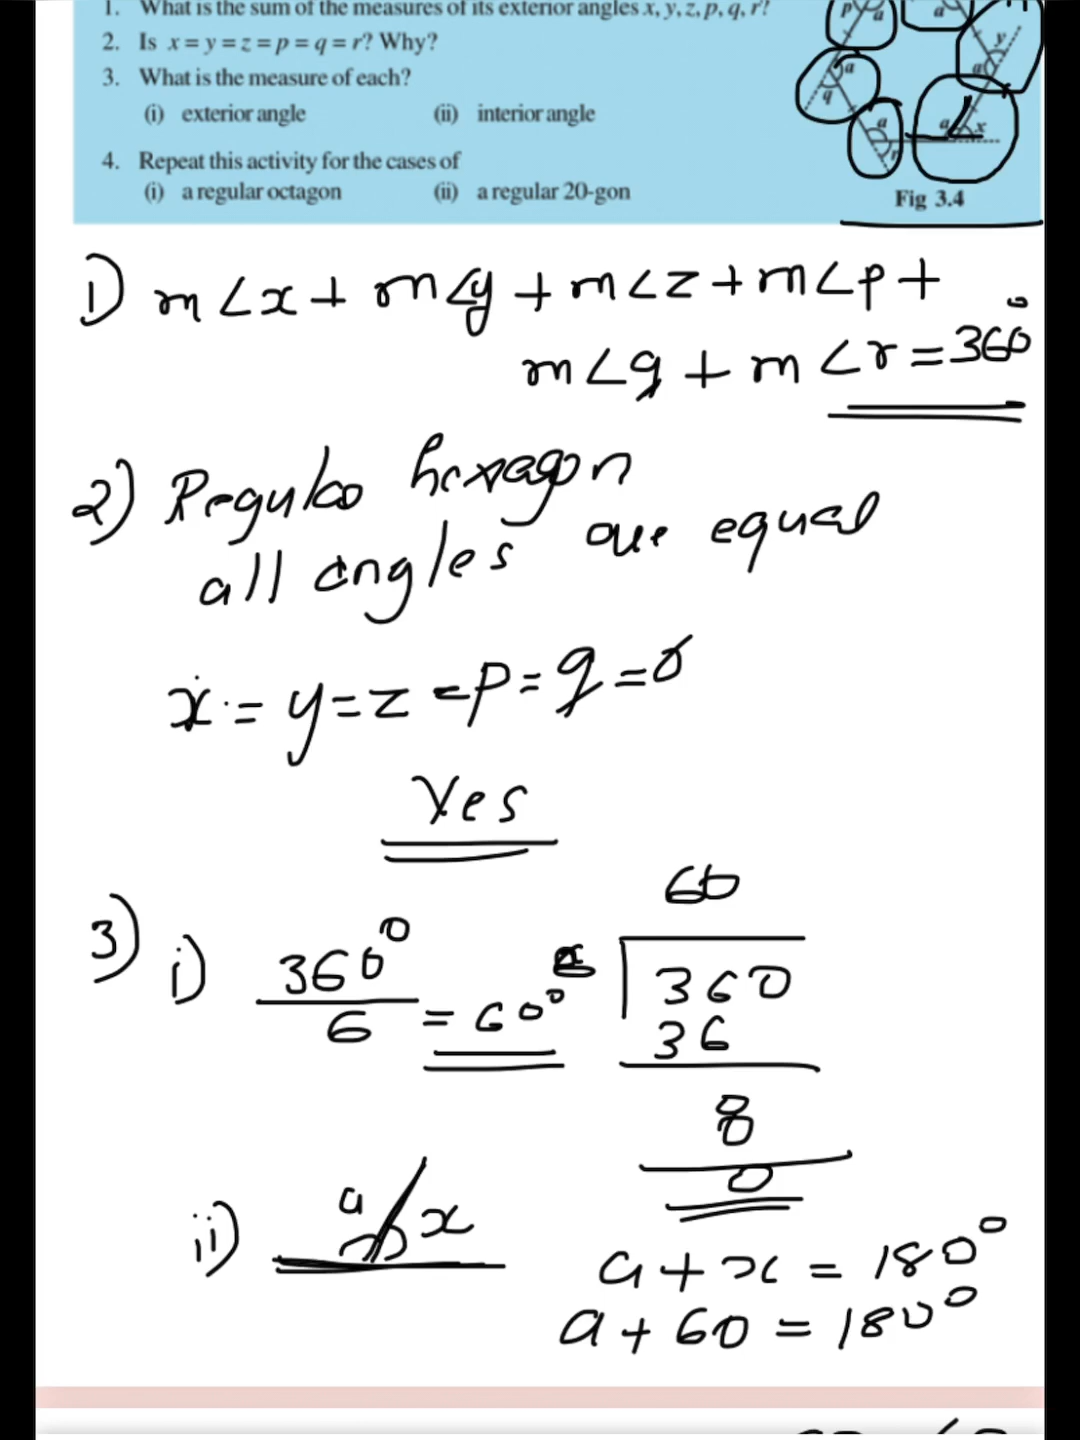 1. What is the sum of the measures of its exterior angles x, y, z, p, q, r?
2. Is x = y = z = p = q = r? Why?
3. What is the measure of each?
(i) exterior angle (ii) interior angle
4. Repeat this activity for the cases of
(i) a regular octagon (ii) a regular 20-gon
p a a y a a q a a x r
Fig 3.4
1) m∠x + m∠y + m∠z + m∠p +
m∠q + m∠r = 360°
2) Regular hexagon
all angles are equal
x = y = z = p = q = r
Yes
3) i) 360° / 6 = 60°
60
6 360
36
0
0
ii) a x
a + x = 180°
a + 60 = 180°